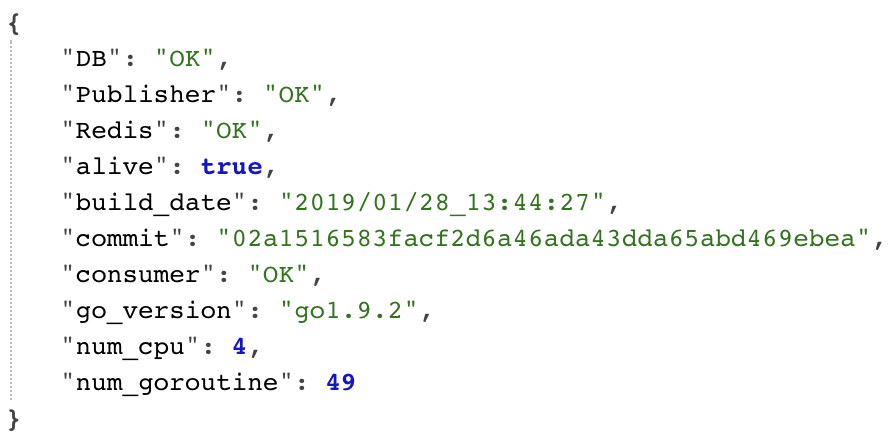 {
"DB": "OK",
"Publisher": "OK",
"Redis": "OK",
"alive": true,
"build_date": "2019/01/28_13:44:27",
"commit": "02a1516583facf2d6a46ada43dda65abd469ebea",
"consumer": "OK",
"go_version": "go1.9.2",
"num_cpu": 4,
"num_goroutine": 49
}